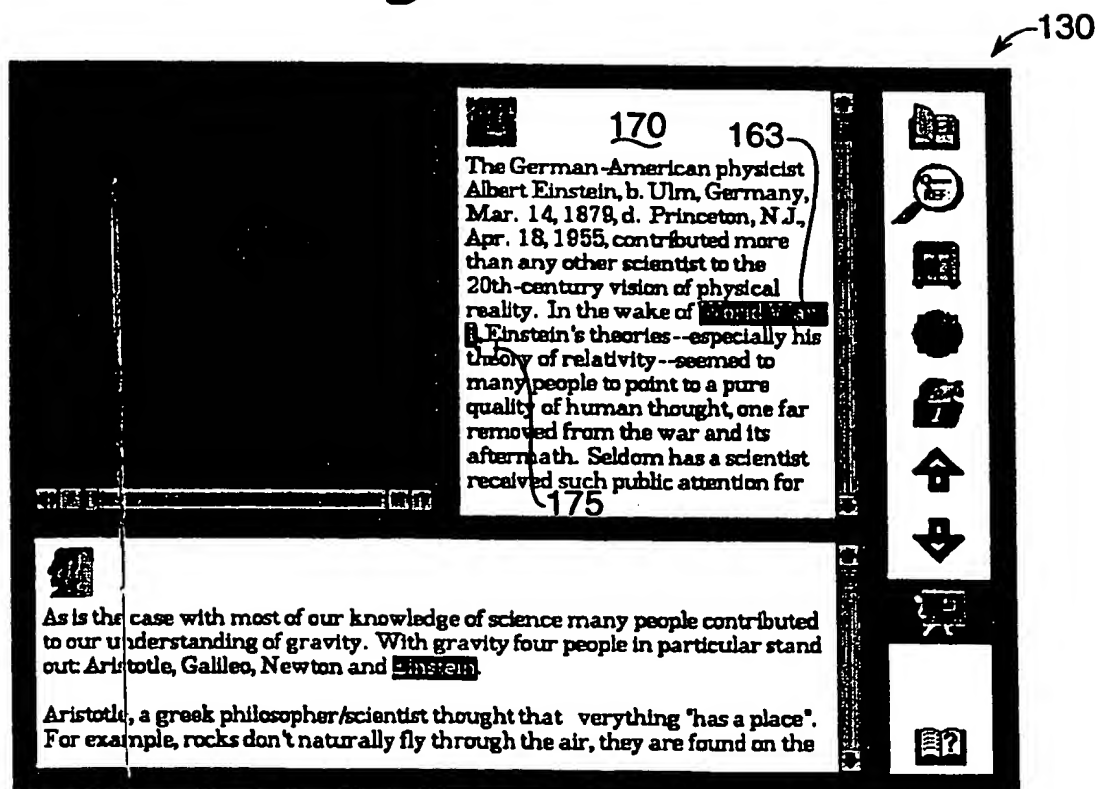 130
170
163
The German-American physicist
Albert Einstein, b. Ulm, Germany,
Mar. 14, 1879, d. Princeton, N.J.,
Apr. 18, 1955, contributed more
than any other scientist to the
20th-century vision of physical
reality. In the wake of World War
I, Einstein's theories--especially his
theory of relativity--seemed to
many people to point to a pure
quality of human thought, one far
removed from the war and its
aftermath. Seldom has a scientist
received such public attention for
175
As is the case with most of our knowledge of science many people contributed
to our understanding of gravity. With gravity four people in particular stand
out: Aristotle, Galileo, Newton and Einstein.
Aristotle, a greek philosopher/scientist thought that verything "has a place".
For example, rocks don't naturally fly through the air, they are found on the
1
?